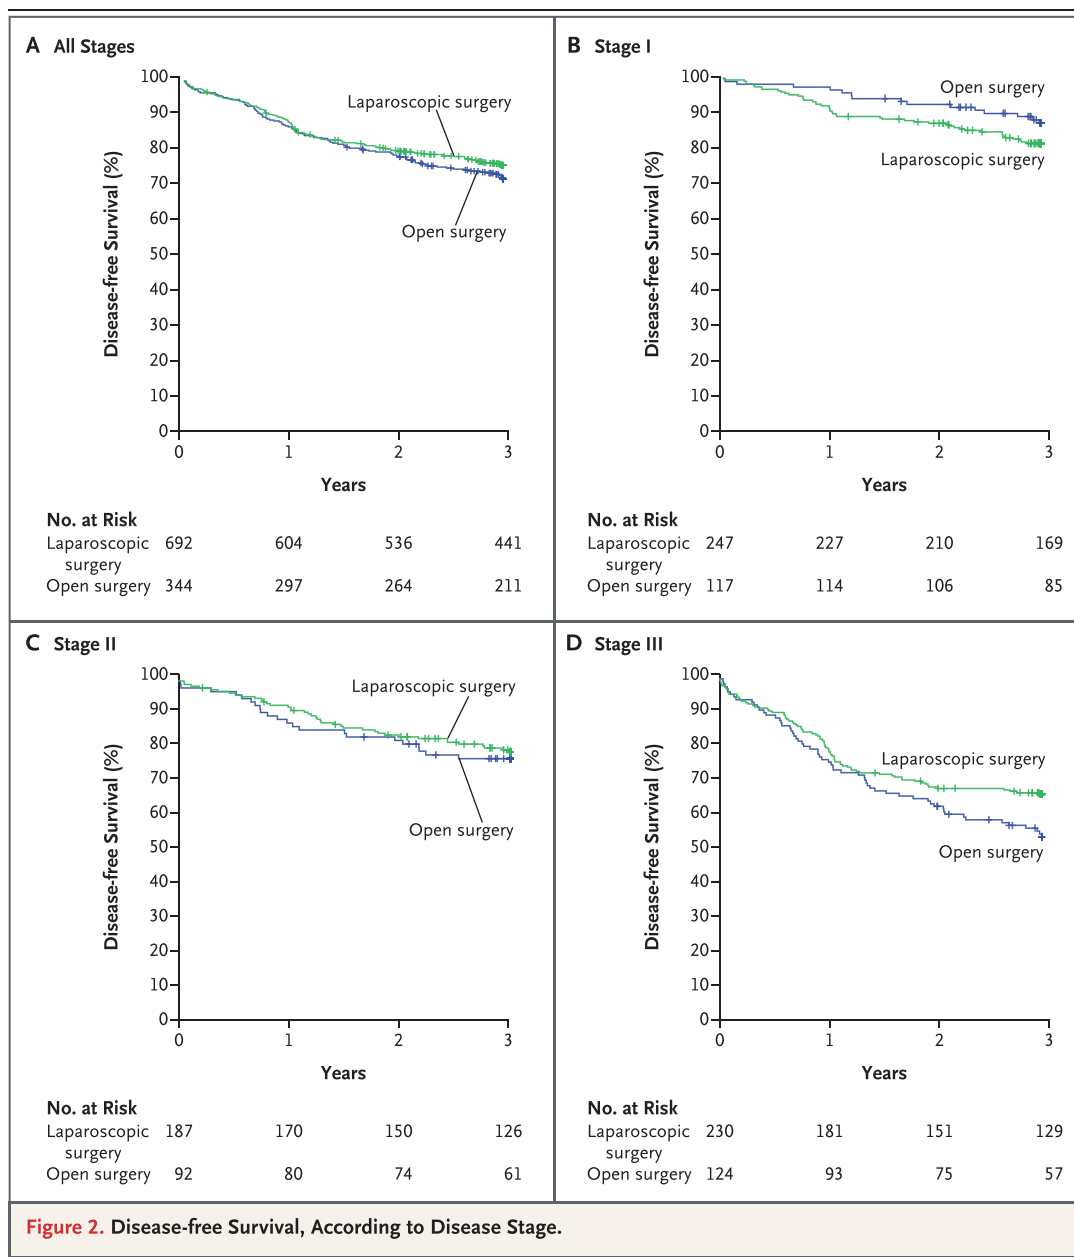 A All Stages
100
90
80
70
60
50
40
30
20
10
0
Disease-free Survival (%)
Laparoscopic surgery
Open surgery
0 1 2 3
Years
No. at Risk
Laparoscopic 692 604 536 441
surgery
Open surgery 344 297 264 211
B Stage I
100
90
80
70
60
50
40
30
20
10
0
Disease-free Survival (%)
Open surgery
Laparoscopic surgery
0 1 2 3
Years
No. at Risk
Laparoscopic 247 227 210 169
surgery
Open surgery 117 114 106 85
C Stage II
100
90
80
70
60
50
40
30
20
10
0
Disease-free Survival (%)
Laparoscopic surgery
Open surgery
0 1 2 3
Years
No. at Risk
Laparoscopic 187 170 150 126
surgery
Open surgery 92 80 74 61
D Stage III
100
90
80
70
60
50
40
30
20
10
0
Disease-free Survival (%)
Laparoscopic surgery
Open surgery
0 1 2 3
Years
No. at Risk
Laparoscopic 230 181 151 129
surgery
Open surgery 124 93 75 57
Figure 2. Disease-free Survival, According to Disease Stage.